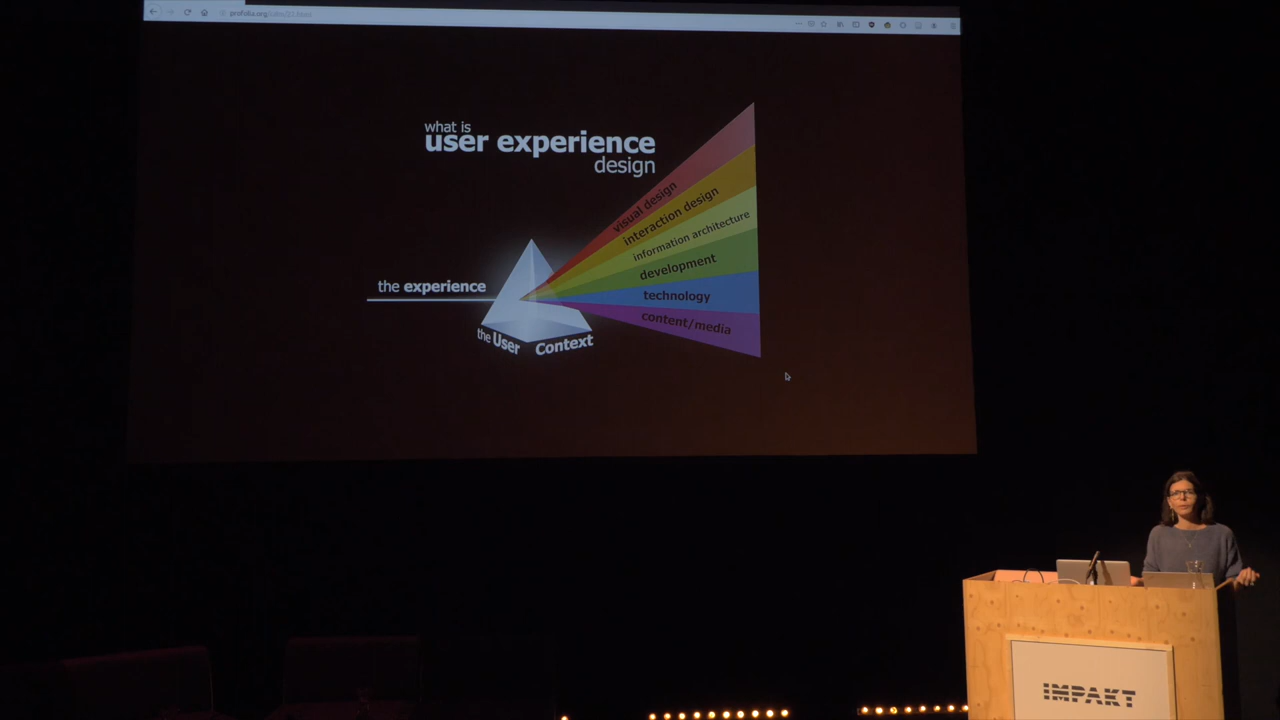 what is
user experience
design
visual design
interaction design
information architecture
development
technology
content/media
the experience
the User
Context
IMPAKT